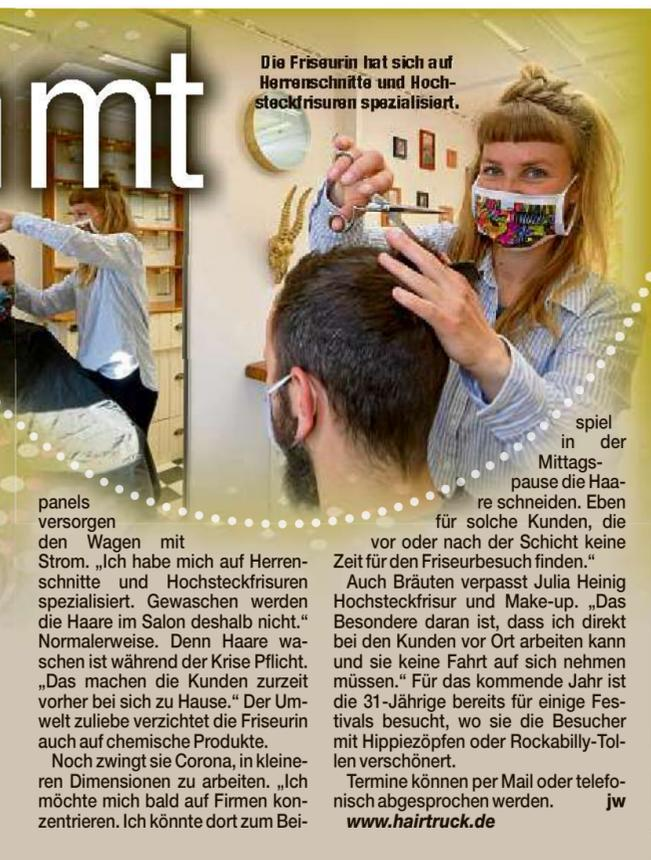 mt
Die Friseurin hat sich auf
Herrenschnitte und Hoch-
steckfrisuren spezialisiert.
panels
versorgen
den Wagen mit
Strom. „Ich habe mich auf Herren-
schnitte und Hochsteckfrisuren
spezialisiert. Gewaschen werden
die Haare im Salon deshalb nicht.“
Normalerweise. Denn Haare wa-
schen ist während der Krise Pflicht.
„Das machen die Kunden zurzeit
vorher bei sich zu Hause.“ Der Um-
welt zuliebe verzichtet die Friseurin
auch auf chemische Produkte.
Noch zwingt sie Corona, in kleine-
ren Dimensionen zu arbeiten. „Ich
möchte mich bald auf Firmen kon-
zentrieren. Ich könnte dort zum Bei-
spiel
in der
Mittags-
pause die Haa-
re schneiden. Eben
für solche Kunden, die
vor oder nach der Schicht keine
Zeit für den Friseurbesuch finden.“
Auch Bräuten verpasst Julia Heinig
Hochsteckfrisur und Make-up. „Das
Besondere daran ist, dass ich direkt
bei den Kunden vor Ort arbeiten kann
und sie keine Fahrt auf sich nehmen
müssen.“ Für das kommende Jahr ist
die 31-Jährige bereits für einige Fes-
tivals besucht, wo sie die Besucher
mit Hippiezöpfen oder Rockabilly-Tol-
len verschönert.
Termine können per Mail oder telefo-
nisch abgesprochen werden. jw
www.hairtruck.de